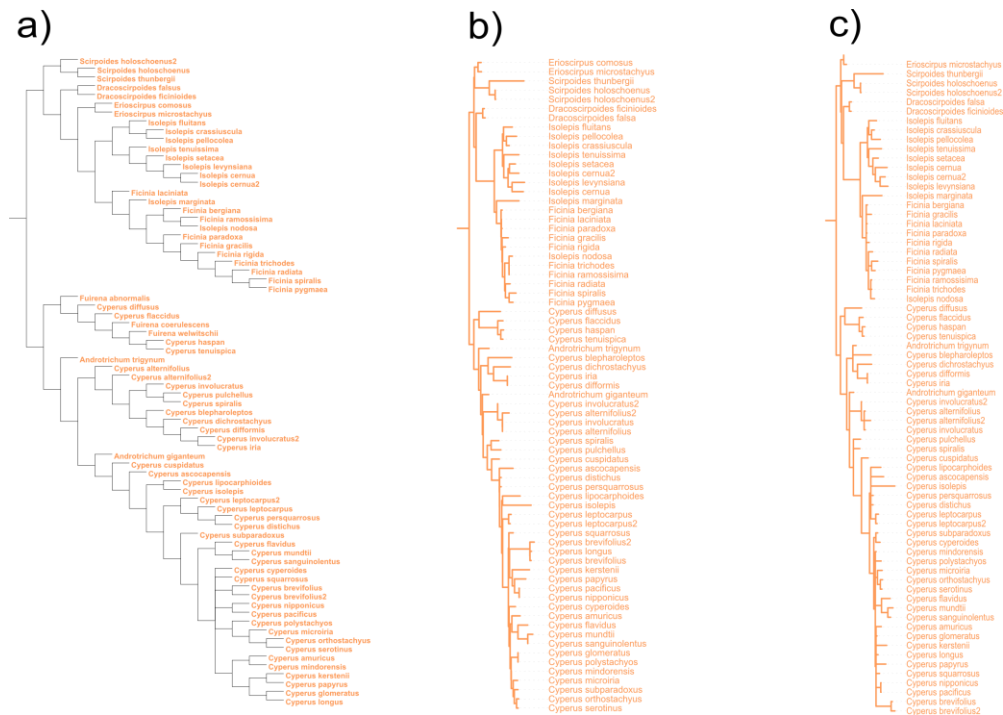 a)
Scirpoides holoschoenus2
Scirpoides holoschoenus
Scirpoides thunbergii
Dracoscirpoides falsus
Dracoscirpoides ficinioides
Erioscirpus comosus
Erioscirpus microstachyus
Isolepis fluitans
Isolepis crassiuscula
Isolepis pellocolea
Isolepis tenuissima
Isolepis setacea
Isolepis levynsiana
Isolepis cernua
Isolepis cernua2
Ficinia laciniata
Isolepis marginata
Ficinia bergiana
Ficinia ramossisima
Isolepis nodosa
Ficinia paradoxa
Ficinia gracilis
Ficinia rigida
Ficinia trichodes
Ficinia radiata
Ficinia spiralis
Ficinia pygmaea
Fuirena abnormalis
Cyperus diffusus
Cyperus flaccidus
Fuirena coerulescens
Fuirena welwitschii
Cyperus haspan
Cyperus tenuispica
Androtrichum trigynum
Cyperus alternifolius
Cyperus alternifolius2
Cyperus involucratus
Cyperus pulchellus
Cyperus spiralis
Cyperus blepharoleptos
Cyperus dichrostachyus
Cyperus difformis
Cyperus involucratus2
Cyperus iria
Androtrichum giganteum
Cyperus cuspidatus
Cyperus ascocapensis
Cyperus lipocarphioides
Cyperus isolepis
Cyperus leptocarpus2
Cyperus leptocarpus
Cyperus persquarrosus
Cyperus distichus
Cyperus subparadoxus
Cyperus flavidus
Cyperus mundtii
Cyperus sanguinolentus
Cyperus cyperoides
Cyperus squarrosus
Cyperus brevifolius
Cyperus brevifolius2
Cyperus nipponicus
Cyperus pacificus
Cyperus polystachyos
Cyperus microiria
Cyperus orthostachyus
Cyperus serotinus
Cyperus amuricus
Cyperus mindorensis
Cyperus kerstenii
Cyperus papyrus
Cyperus glomeratus
Cyperus longus
b)
Erioscirpus comosus
Erioscirpus microstachyus
Scirpoides thunbergii
Scirpoides holoschoenus
Scirpoides holoschoenus2
Dracoscirpoides ficinioides
Dracoscirpoides falsa
Isolepis fluitans
Isolepis pellocolea
Isolepis crassiuscula
Isolepis tenuissima
Isolepis setacea
Isolepis cernua2
Isolepis levynsiana
Isolepis cernua
Isolepis marginata
Ficinia bergiana
Ficinia laciniata
Ficinia paradoxa
Ficinia gracilis
Ficinia rigida
Isolepis nodosa
Ficinia trichodes
Ficinia ramossisima
Ficinia radiata
Ficinia spiralis
Ficinia pygmaea
Cyperus diffusus
Cyperus flaccidus
Cyperus haspan
Cyperus tenuispica
Androtrichum trigynum
Cyperus blepharoleptos
Cyperus dichrostachyus
Cyperus iria
Cyperus difformis
Androtrichum giganteum
Cyperus involucratus2
Cyperus alternifolius2
Cyperus involucratus
Cyperus alternifolius
Cyperus spiralis
Cyperus pulchellus
Cyperus cuspidatus
Cyperus ascocapensis
Cyperus distichus
Cyperus persquarrosus
Cyperus lipocarphoides
Cyperus isolepis
Cyperus leptocarpus
Cyperus leptocarpus2
Cyperus squarrosus
Cyperus brevifolius2
Cyperus longus
Cyperus brevifolius
Cyperus kerstenii
Cyperus papyrus
Cyperus pacificus
Cyperus nipponicus
Cyperus cyperoides
Cyperus amuricus
Cyperus flavidus
Cyperus mundtii
Cyperus sanguinolentus
Cyperus glomeratus
Cyperus polystachyos
Cyperus mindorensis
Cyperus microiria
Cyperus subparadoxus
Cyperus orthostachyus
Cyperus serotinus
c)
Erioscirpus microstachyus
Scirpoides thunbergii
Scirpoides holoschoenus
Scirpoides holoschoenus2
Dracoscirpoides falsa
Dracoscirpoides ficinioides
Isolepis fluitans
Isolepis crassiuscula
Isolepis pellocolea
Isolepis tenuissima
Isolepis setacea
Isolepis cernua
Isolepis cernua2
Isolepis levynsiana
Isolepis marginata
Ficinia bergiana
Ficinia gracilis
Ficinia laciniata
Ficinia paradoxa
Ficinia rigida
Ficinia radiata
Ficinia spiralis
Ficinia pygmaea
Ficinia ramossisima
Ficinia trichodes
Isolepis nodosa
Cyperus diffusus
Cyperus flaccidus
Cyperus haspan
Cyperus tenuispica
Androtrichum trigynum
Cyperus blepharoleptos
Cyperus dichrostachyus
Cyperus difformis
Cyperus iria
Androtrichum giganteum
Cyperus involucratus2
Cyperus alternifolius
Cyperus alternifolius2
Cyperus involucratus
Cyperus pulchellus
Cyperus spiralis
Cyperus cuspidatus
Cyperus lipocarphoides
Cyperus ascocapensis
Cyperus isolepis
Cyperus persquarrosus
Cyperus distichus
Cyperus leptocarpus
Cyperus leptocarpus2
Cyperus subparadoxus
Cyperus cyperoides
Cyperus mindorensis
Cyperus polystachyos
Cyperus microiria
Cyperus orthostachyus
Cyperus serotinus
Cyperus flavidus
Cyperus mundtii
Cyperus sanguinolentus
Cyperus amuricus
Cyperus glomeratus
Cyperus kerstenii
Cyperus longus
Cyperus papyrus
Cyperus squarrosus
Cyperus nipponicus
Cyperus pacificus
Cyperus brevifolius
Cyperus brevifolius2